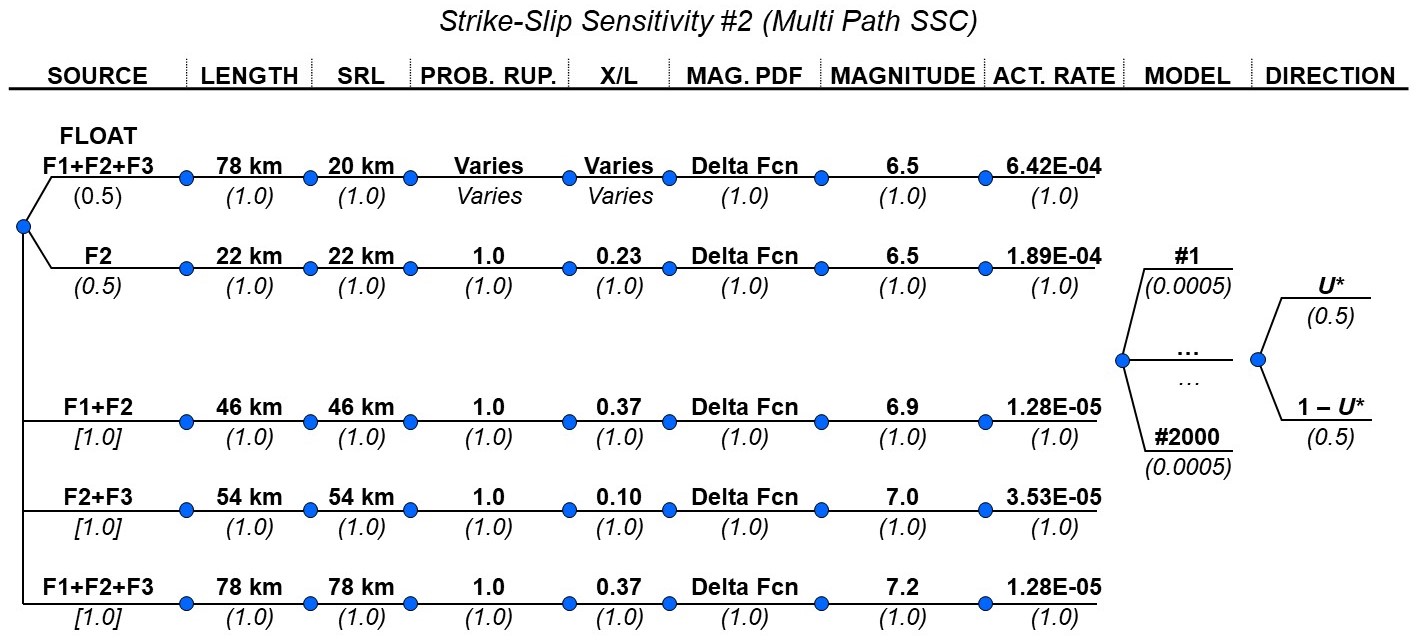 Strike-Slip Sensitivity #2 (Multi Path SSC)
SOURCE LENGTH SRL PROB. RUP. X/L MAG. PDF MAGNITUDE ACT. RATE MODEL DIRECTION
FLOAT
F1+F2+F3 78 km 20 km Varies Varies Delta Fcn 6.5 6.42E-04
(0.5) (1.0) (1.0) Varies Varies (1.0) (1.0) (1.0)
F2 22 km 22 km 1.0 0.23 Delta Fcn 6.5 1.89E-04 #1
(0.5) (1.0) (1.0) (1.0) (1.0) (1.0) (1.0) (1.0) (0.0005) U*
(0.5)
...
...
F1+F2 46 km 46 km 1.0 0.37 Delta Fcn 6.9 1.28E-05 1 – U*
[1.0] (1.0) (1.0) (1.0) (1.0) (1.0) (1.0) (1.0) #2000 (0.5)
(0.0005)
F2+F3 54 km 54 km 1.0 0.10 Delta Fcn 7.0 3.53E-05
[1.0] (1.0) (1.0) (1.0) (1.0) (1.0) (1.0) (1.0)
F1+F2+F3 78 km 78 km 1.0 0.37 Delta Fcn 7.2 1.28E-05
[1.0] (1.0) (1.0) (1.0) (1.0) (1.0) (1.0) (1.0)